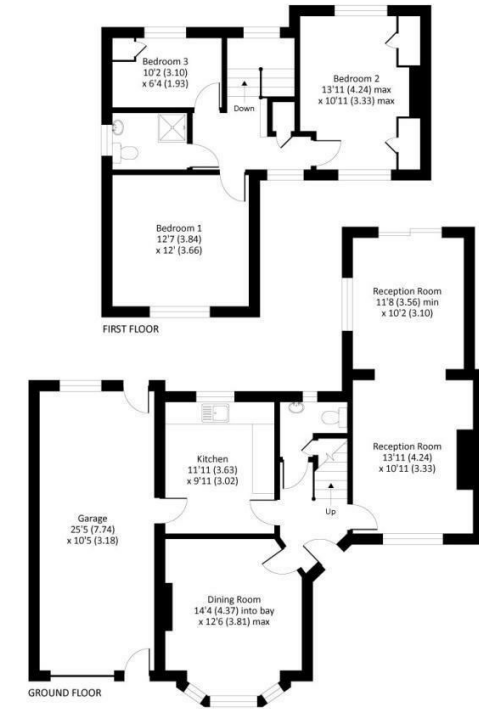 Bedroom 3
10'2 (3.10)
x 6'4 (1.93)
Down
Bedroom 2
13'11 (4.24) max
x 10'11 (3.33) max
Bedroom 1
12'7 (3.84)
x 12' (3.66)
FIRST FLOOR
Reception Room
11'8 (3.56) min
x 10'2 (3.10)
Kitchen
11'11 (3.63)
x 9'11 (3.02)
Reception Room
13'11 (4.24)
x 10'11 (3.33)
Up
Garage
25'5 (7.74)
x 10'5 (3.18)
Dining Room
14'4 (4.37) into bay
x 12'6 (3.81) max
GROUND FLOOR